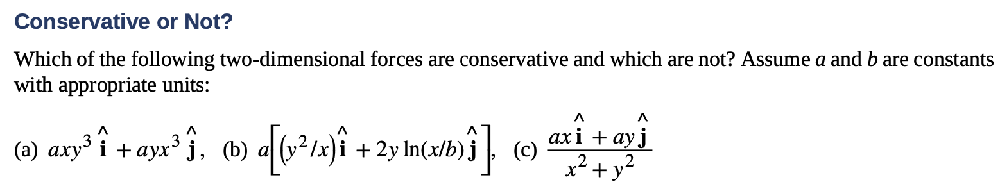 Conservative or Not?
Which of the following two-dimensional forces are conservative and which are not? Assume a and b are constants
with appropriate units:
(a) axy³ î + ayx³ ĵ, (b) a[(y²/x)î + 2y ln(x/b) ĵ], (c) (ax î + ay ĵ)/(x² + y²)